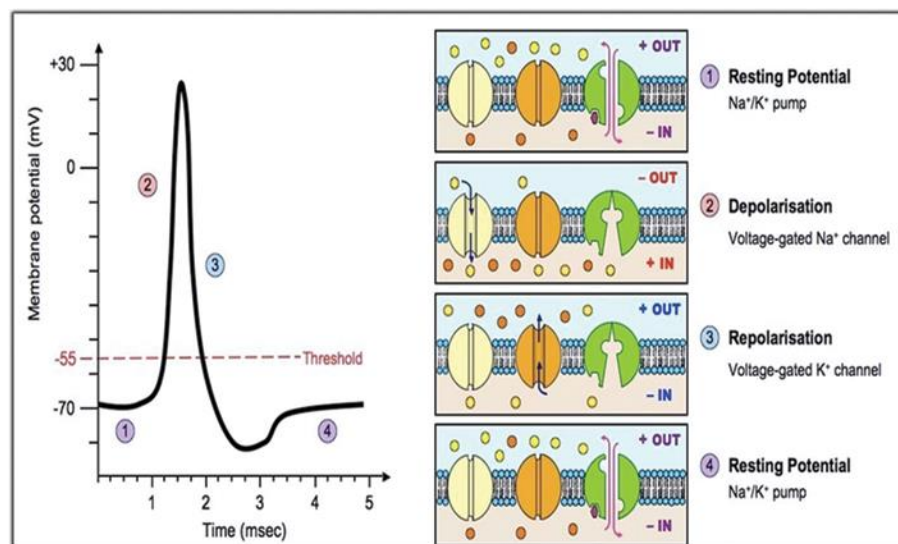 Membrane potential (mV)
+30
0
-55
-70
Threshold
1
2
3
4
1
2
3
4
5
Time (msec)
+ OUT
– IN
1
Resting Potential
Na⁺/K⁺ pump
– OUT
+ IN
2
Depolarisation
Voltage-gated Na⁺ channel
+ OUT
– IN
3
Repolarisation
Voltage-gated K⁺ channel
+ OUT
– IN
4
Resting Potential
Na⁺/K⁺ pump